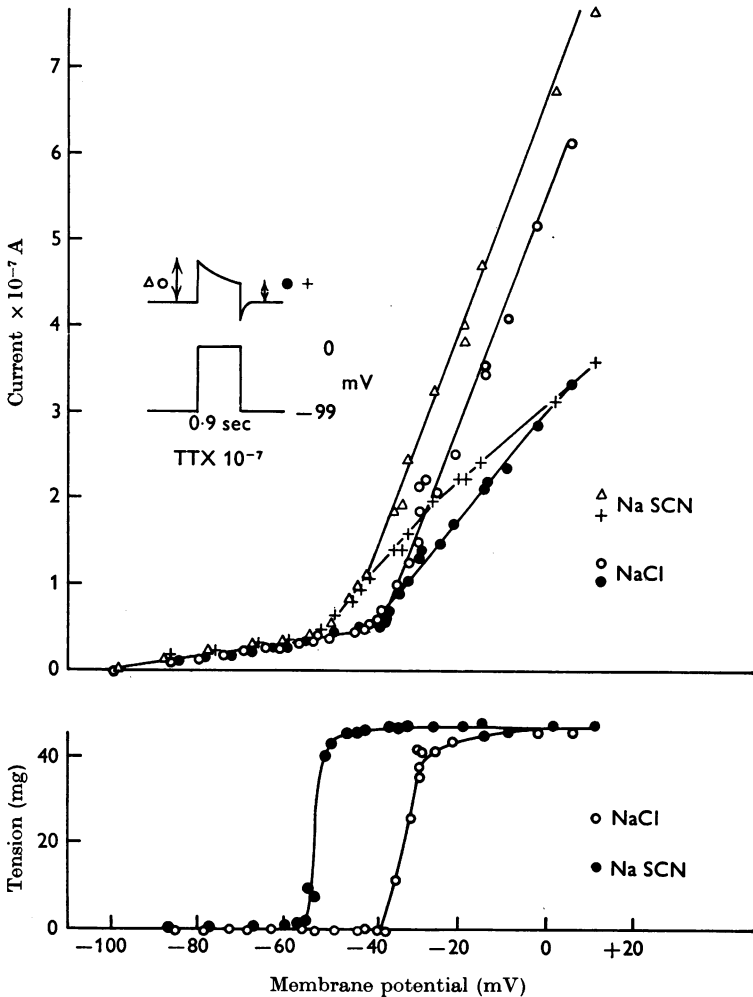 7
6
5
4
3
2
1
0
Current × 10⁻⁷ A
0
mV
−99
0·9 sec
TTX 10⁻⁷
Na SCN
NaCl
40
20
0
Tension (mg)
NaCl
Na SCN
−100
−80
−60
−40
−20
0
+20
Membrane potential (mV)